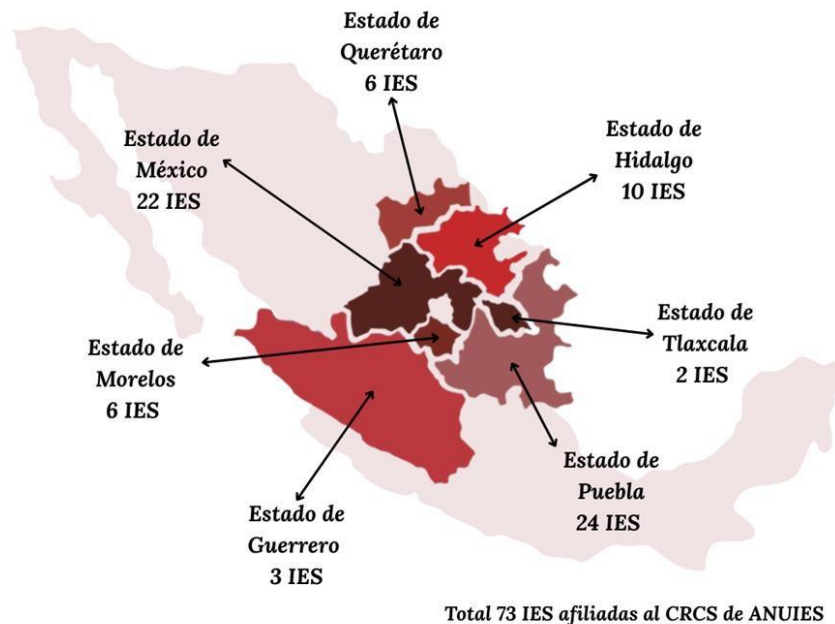 Estado de
Querétaro
6 IES
Estado de
México
22 IES
Estado de
Hidalgo
10 IES
Estado de
Tlaxcala
2 IES
Estado de
Morelos
6 IES
Estado de
Puebla
24 IES
Estado de
Guerrero
3 IES
Total 73 IES afiliadas al CRCS de ANUIES